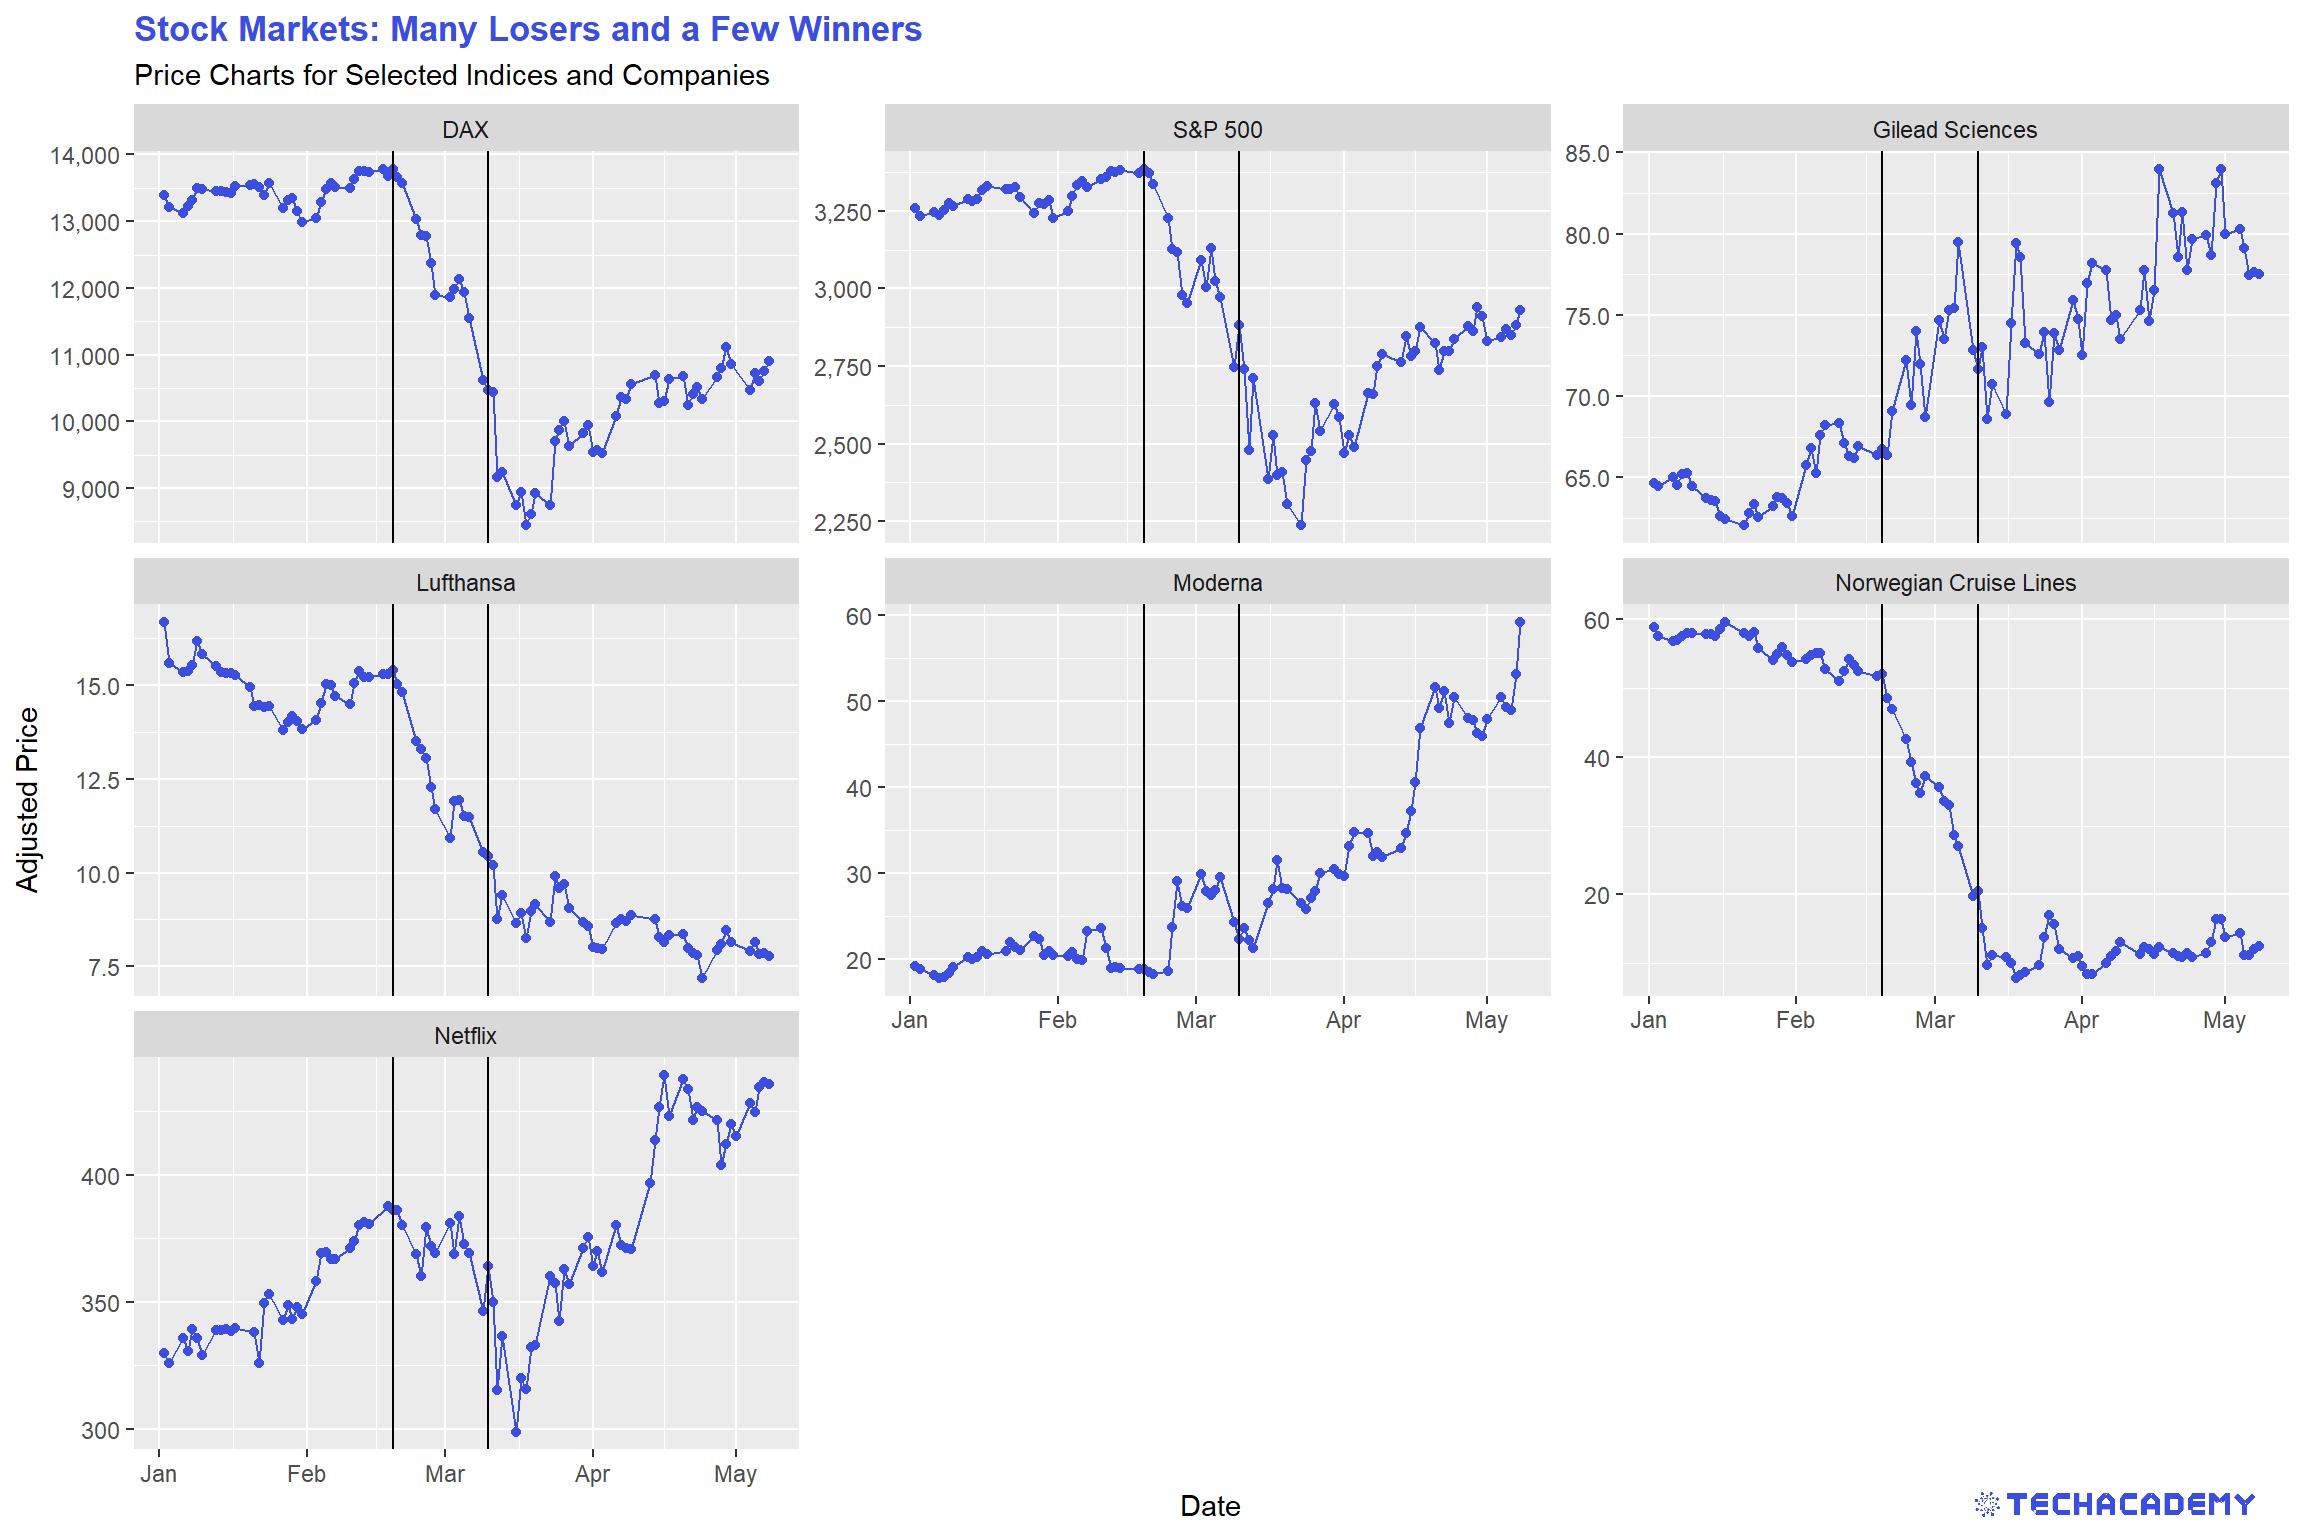 Stock Markets: Many Losers and a Few Winners
Price Charts for Selected Indices and Companies
DAX
14,000
13,000
12,000
11,000
10,000
9,000
S&P 500
3,250
3,000
2,750
2,500
2,250
Gilead Sciences
85.0
80.0
75.0
70.0
65.0
Adjusted Price
Lufthansa
15.0
12.5
10.0
7.5
Moderna
60
50
40
30
20
Jan Feb Mar Apr May
Norwegian Cruise Lines
60
40
20
Jan Feb Mar Apr May
Netflix
400
350
300
Jan Feb Mar Apr May
Date
TECHACADEMY